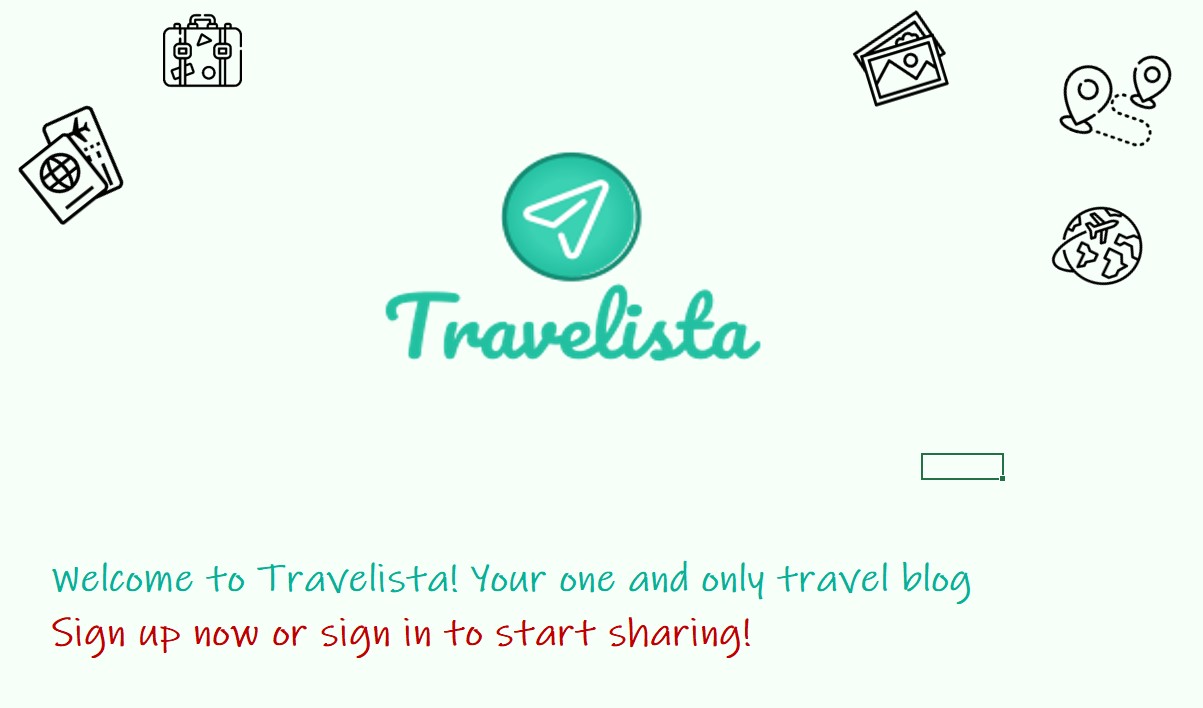 Travelista
Welcome to Travelista! Your one and only travel blog
Sign up now or sign in to start sharing!